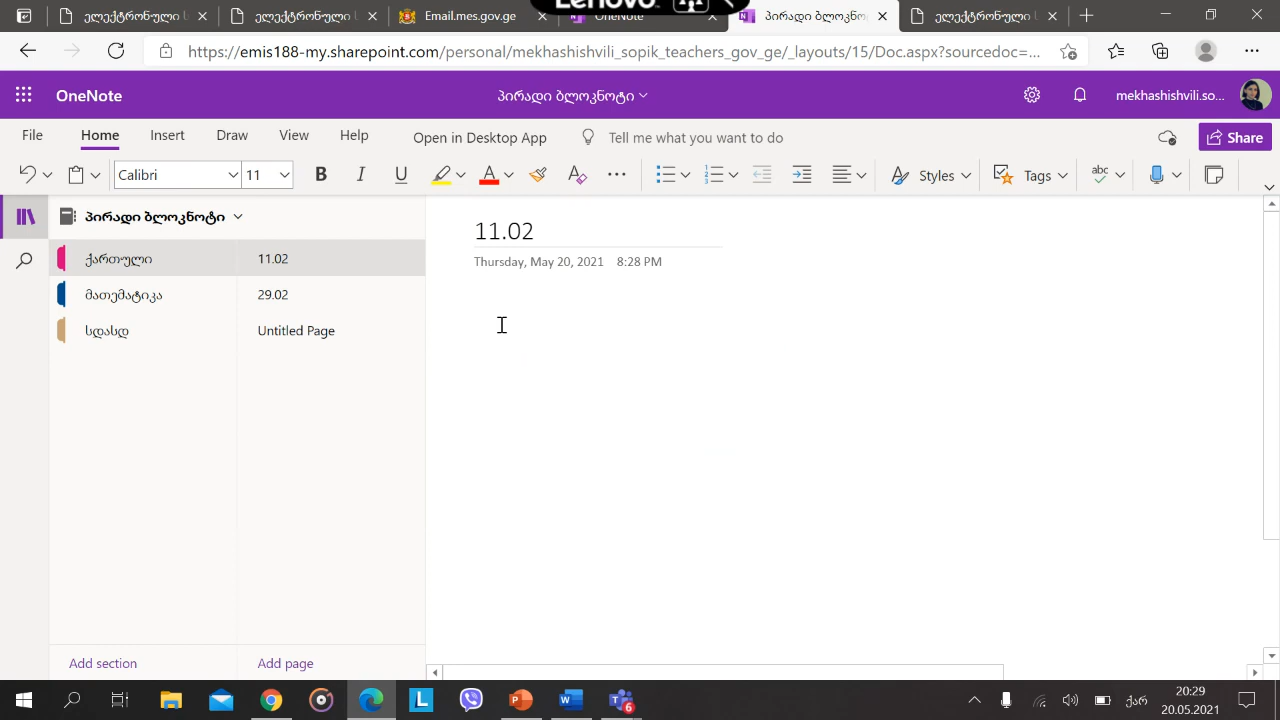 Lenovo
ელექტრონული
ელექტრონული
Email.mes.gov.ge
OneNote
პირადი ბლოკნო
ელექტრონული
https://emis188-my.sharepoint.com/personal/mekhashishvili_sopik_teachers_gov_ge/_layouts/15/Doc.aspx?sourcedoc=...
OneNote
პირადი ბლოკნოტი
mekhashishvili.so...
File Home Insert Draw View Help Open in Desktop App Tell me what you want to do Share
Calibri 11 B I U A A ... Styles Tags abc
პირადი ბლოკნოტი
ქართული
მათემატიკა
სდასდ
11.02
29.02
Untitled Page
11.02
Thursday, May 20, 2021 8:28 PM
Add section
Add page
L
6
ქარ
20:29
20.05.2021